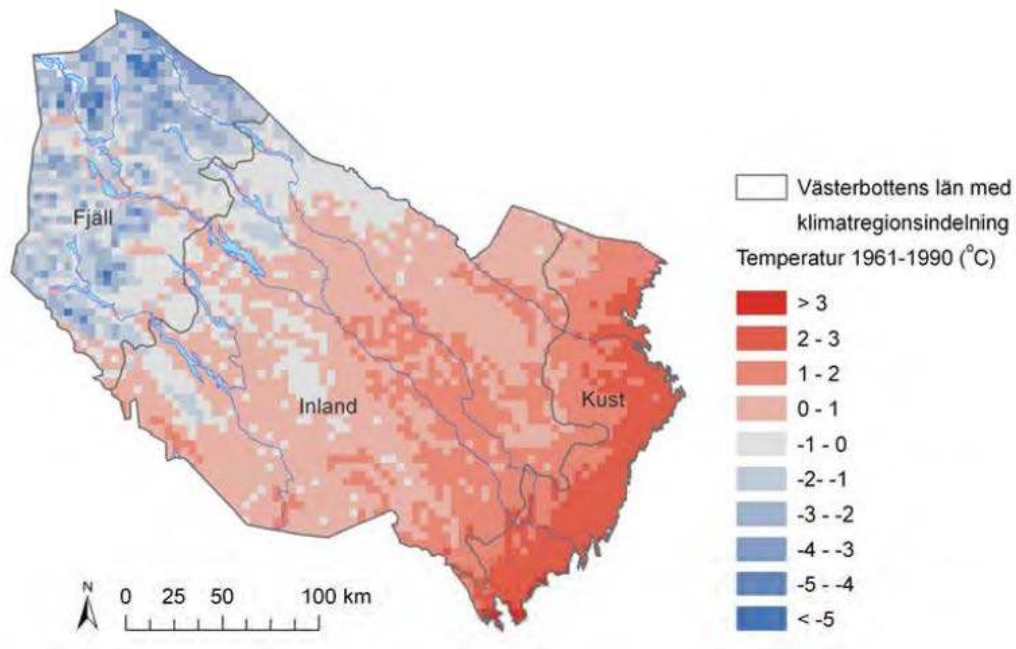 Fjäll
Inland
Kust
N
0 25 50 100 km
Västerbottens län med
klimatregionsindelning
Temperatur 1961-1990 (°C)
> 3
2 - 3
1 - 2
0 - 1
-1 - 0
-2- -1
-3 - -2
-4 - -3
-5 - -4
< -5